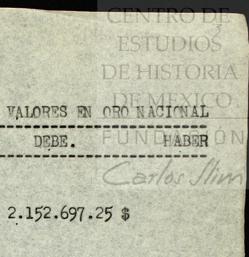 CENTRO DE
ESTUDIOS
DE HISTORIA
DE MEXICO
VALORES EN ORO NACIONAL
DEBE. HABER
FUNDACIÓN
Carlos Slim
2.152.697.25 $